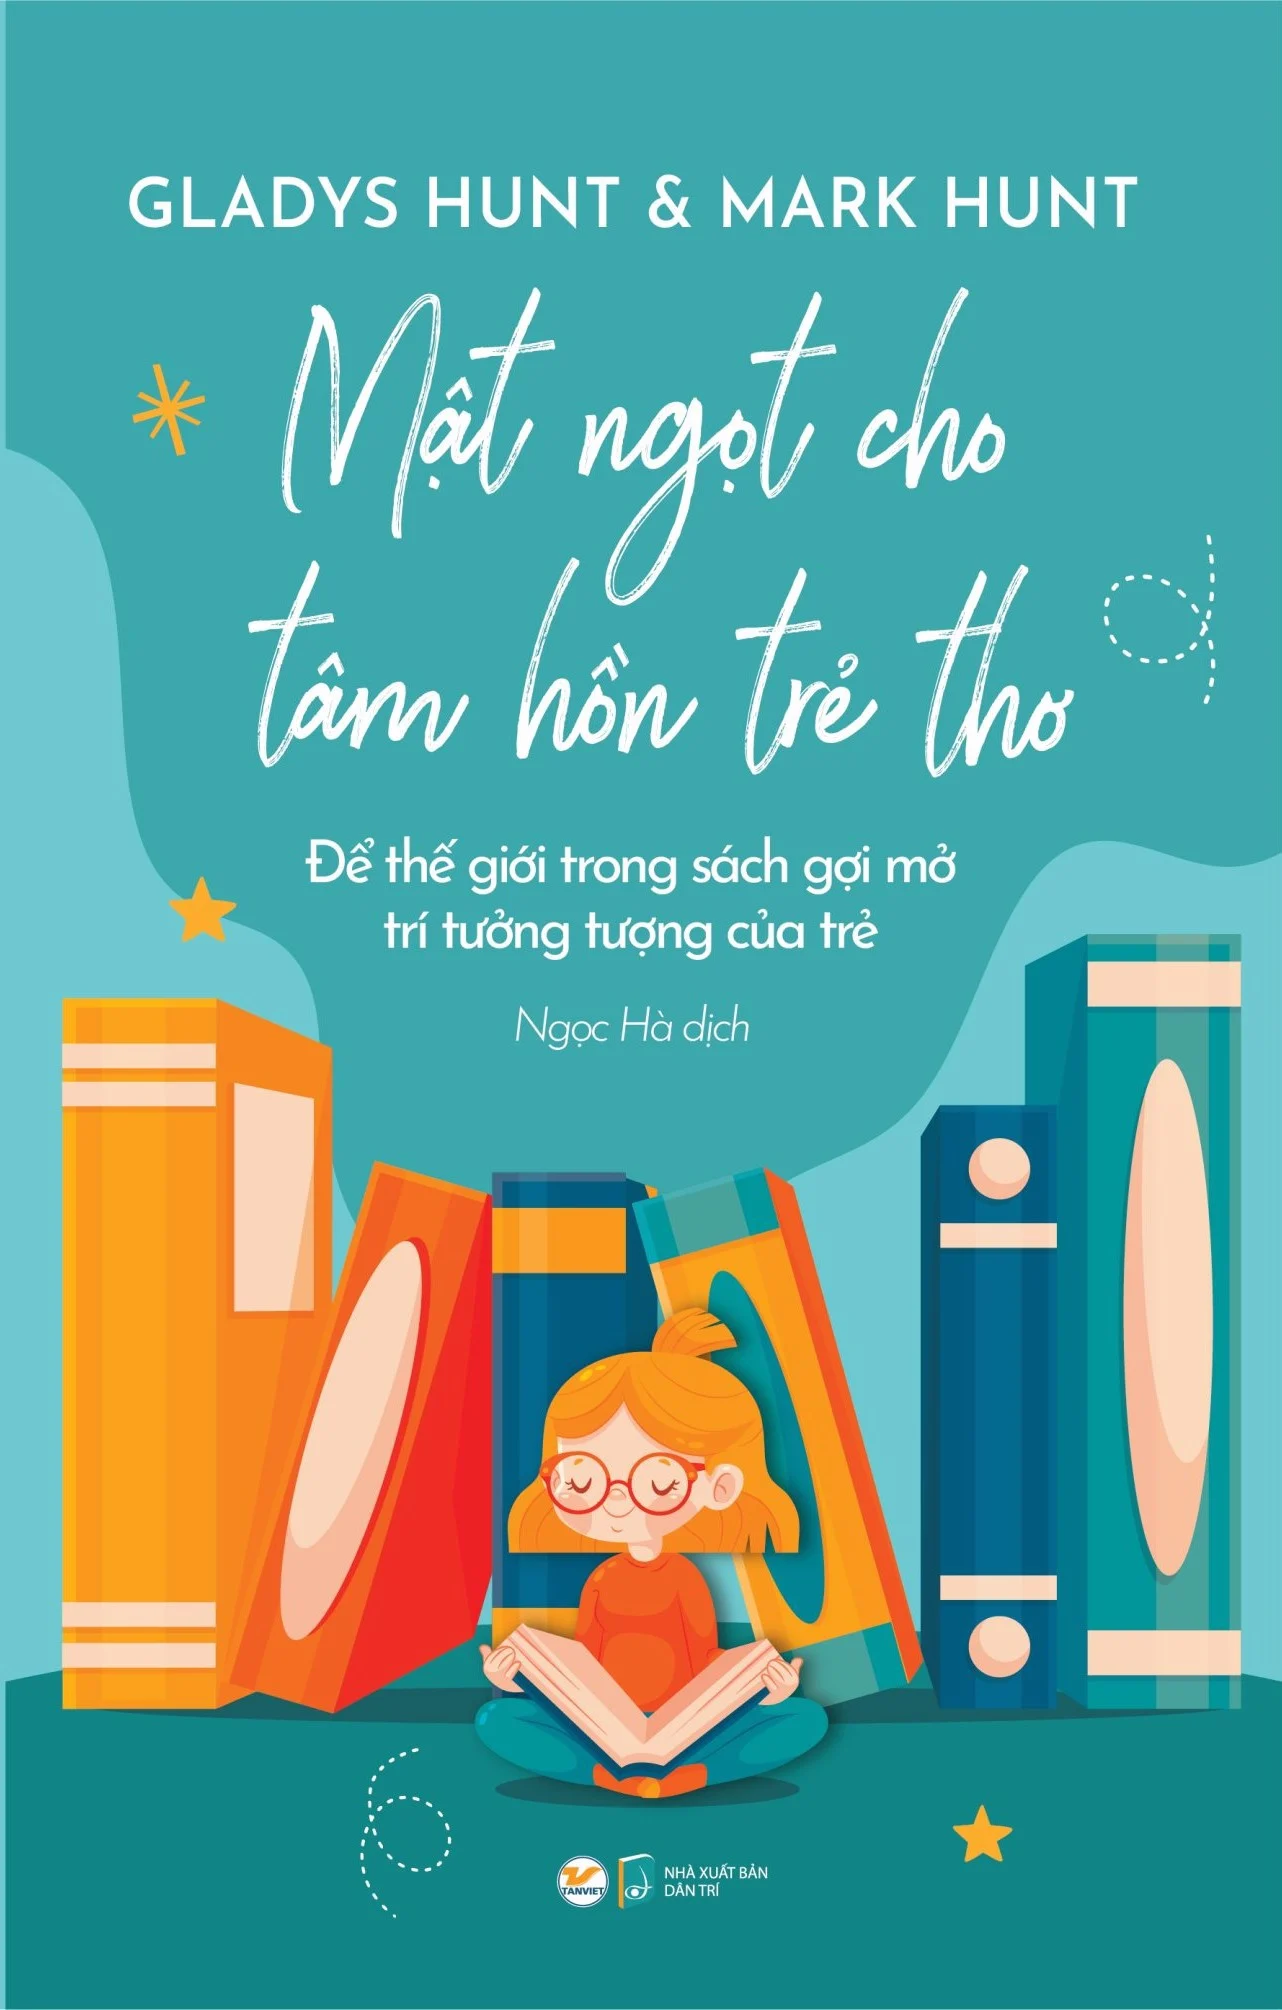 GLADYS HUNT & MARK HUNT
Mật ngọt cho
tâm hồn trẻ thơ
Để thế giới trong sách gợi mở
trí tưởng tượng của trẻ
Ngọc Hà dịch
TANVIET
NHÀ XUẤT BẢN
DÂN TRÍ